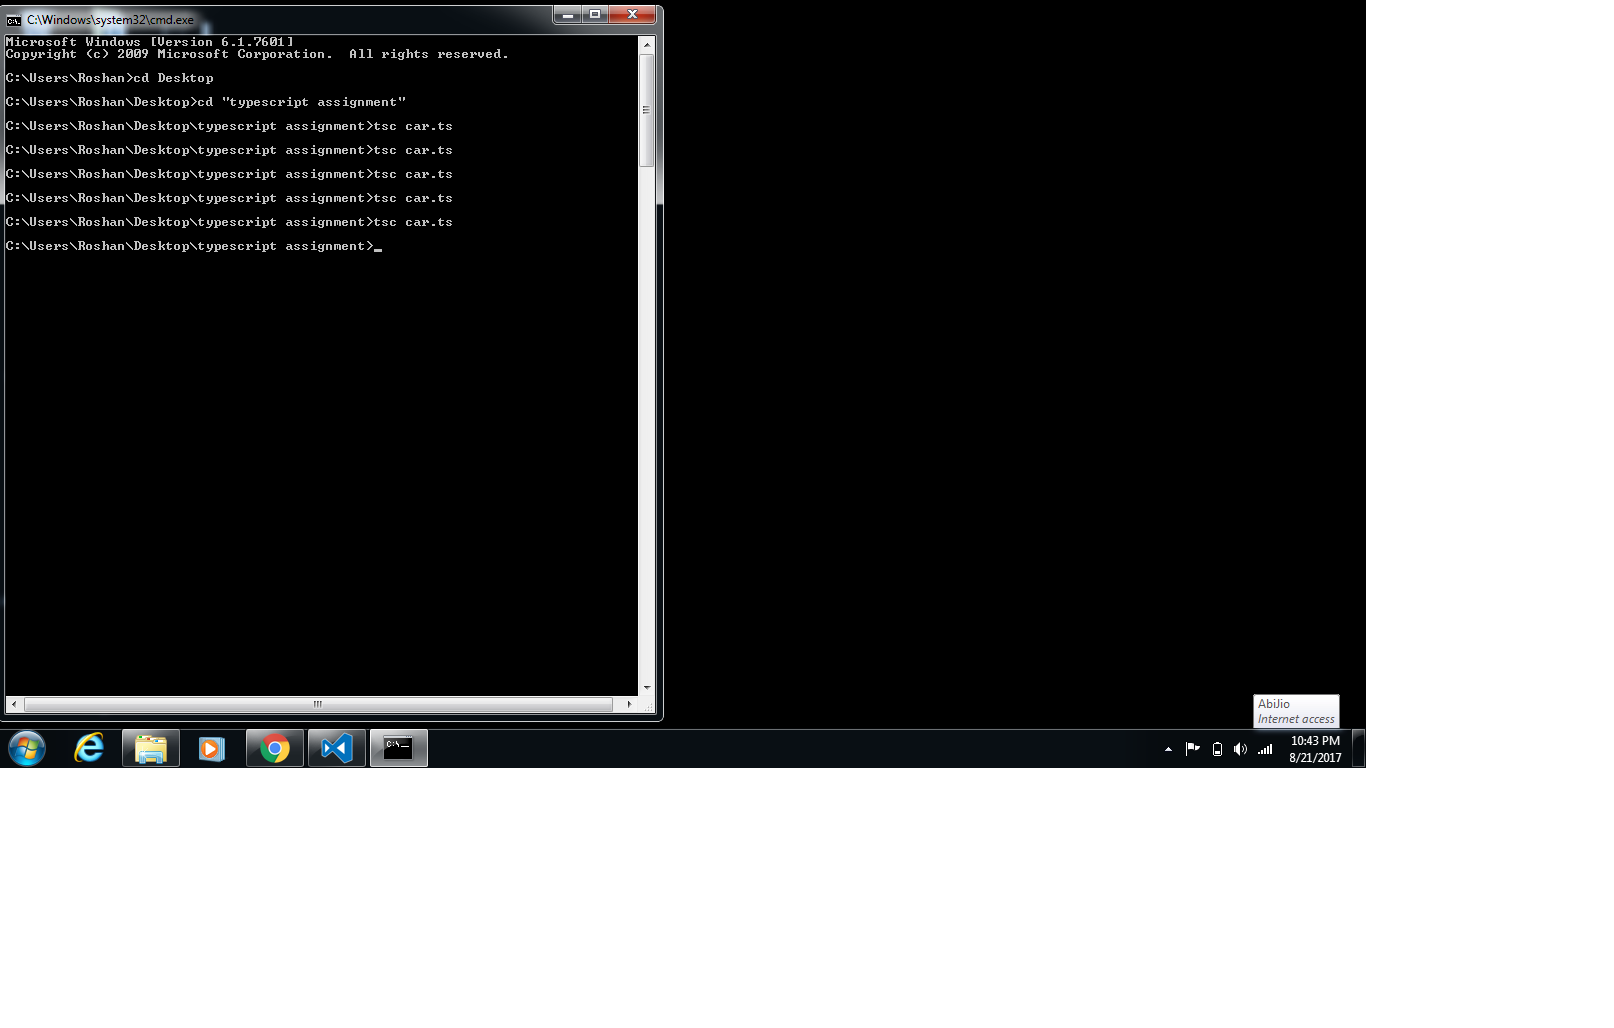 C:\Windows\system32\cmd.exe
Microsoft Windows [Version 6.1.7601]
Copyright (c) 2009 Microsoft Corporation.  All rights reserved.
C:\Users\Roshan>cd Desktop
C:\Users\Roshan\Desktop>cd "typescript assignment"
C:\Users\Roshan\Desktop\typescript assignment>tsc car.ts
C:\Users\Roshan\Desktop\typescript assignment>tsc car.ts
C:\Users\Roshan\Desktop\typescript assignment>tsc car.ts
C:\Users\Roshan\Desktop\typescript assignment>tsc car.ts
C:\Users\Roshan\Desktop\typescript assignment>tsc car.ts
C:\Users\Roshan\Desktop\typescript assignment>_
AbiJio
Internet access
10:43 PM
8/21/2017